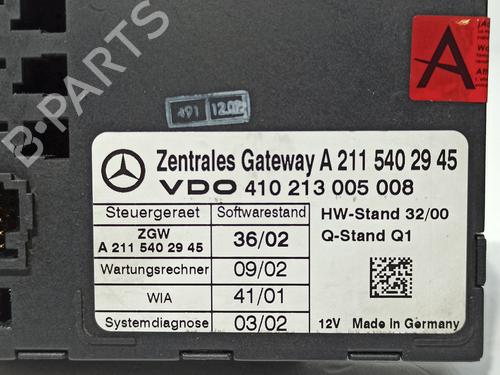 A
B-PARTS
Zentrales Gateway A 211 540 29 45
VDO 410 213 005 008
Steuergeraet Softwarestand
HW-Stand 32/00
ZGW
A 211 540 29 45 36/02
Q-Stand Q1
Wartungsrechner 09/02
WIA 41/01
Systemdiagnose 03/02
12V Made in Germany